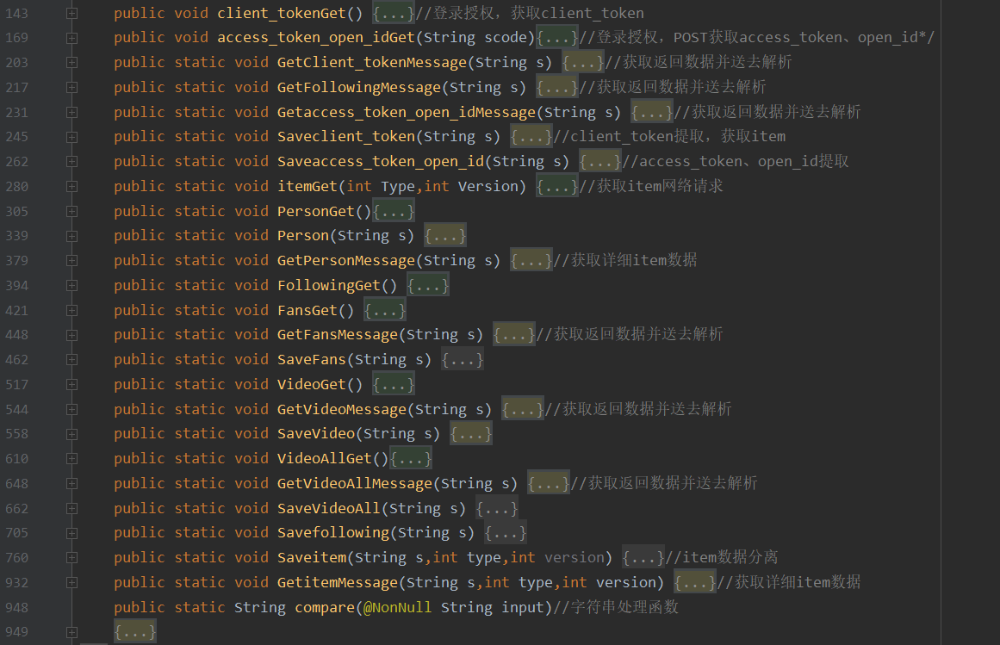 143 public void client_tokenGet() {...}//登录授权，获取client_token
169 public void access_token_open_idGet(String scode){...}//登录授权，POST获取access_token、open_id*/
203 public static void GetClient_tokenMessage(String s) {...}//获取返回数据并送去解析
217 public static void GetFollowingMessage(String s) {...}//获取返回数据并送去解析
231 public static void Getaccess_token_open_idMessage(String s) {...}//获取返回数据并送去解析
245 public static void Saveclient_token(String s) {...}//client_token提取，获取item
262 public static void Saveaccess_token_open_id(String s) {...}//access_token、open_id提取
280 public static void itemGet(int Type,int Version) {...}//获取item网络请求
305 public static void PersonGet(){...}
339 public static void Person(String s) {...}
379 public static void GetPersonMessage(String s) {...}//获取详细item数据
394 public static void FollowingGet() {...}
421 public static void FansGet() {...}
448 public static void GetFansMessage(String s) {...}//获取返回数据并送去解析
462 public static void SaveFans(String s) {...}
517 public static void VideoGet() {...}
544 public static void GetVideoMessage(String s) {...}//获取返回数据并送去解析
558 public static void SaveVideo(String s) {...}
610 public static void VideoAllGet(){...}
648 public static void GetVideoAllMessage(String s) {...}//获取返回数据并送去解析
662 public static void SaveVideoAll(String s) {...}
705 public static void Savefollowing(String s) {...}
760 public static void Saveitem(String s,int type,int version) {...}//item数据分离
932 public static void GetitemMessage(String s,int type,int version) {...}//获取详细item数据
948 public static String compare(@NonNull String input)//字符串处理函数
949 {...}